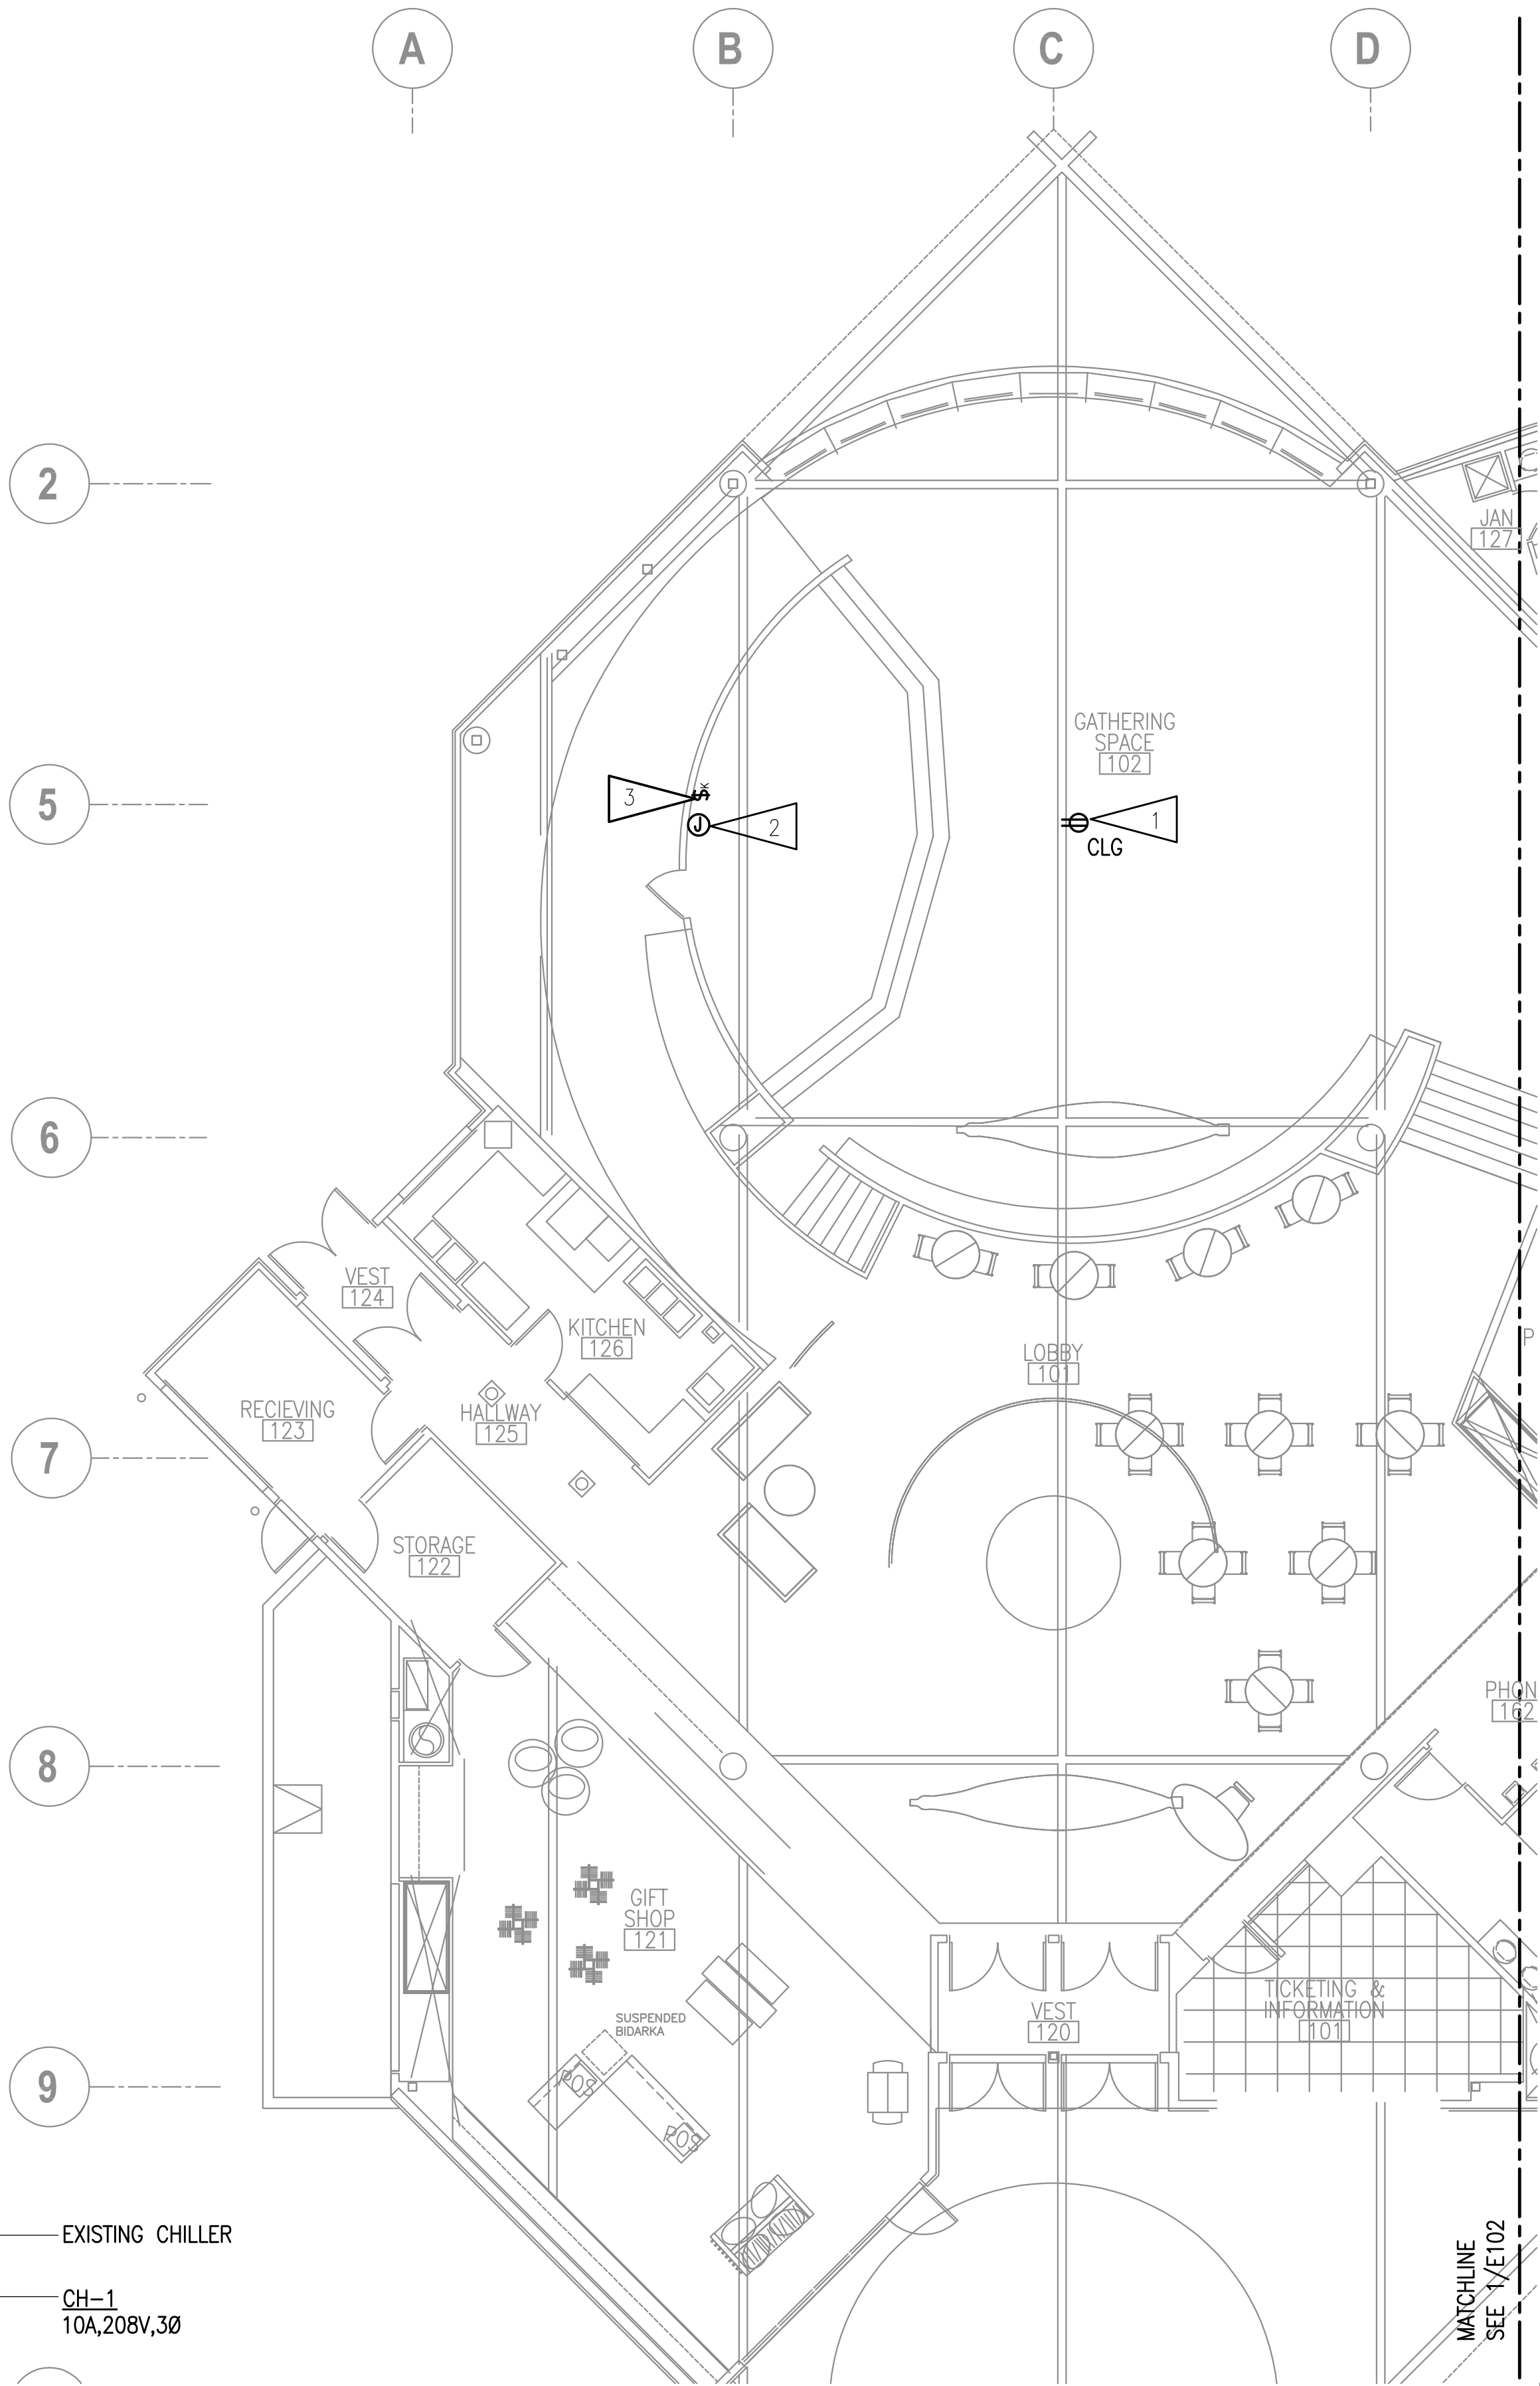 A
B
C
D
2
JAN
127
GATHERING
SPACE
102
5
3
$K
J
2
1
CLG
6
VEST
124
KITCHEN
126
LOBBY
101
P
RECIEVING
123
HALLWAY
125
7
STORAGE
122
PHON
162
8
GIFT
SHOP
121
SUSPENDED
BIDARKA
VEST
120
TICKETING &
INFORMATION
101
9
POS
POS
EXISTING CHILLER
CH-1
10A,208V,3Ø
MATCHLINE
SEE 1/E102